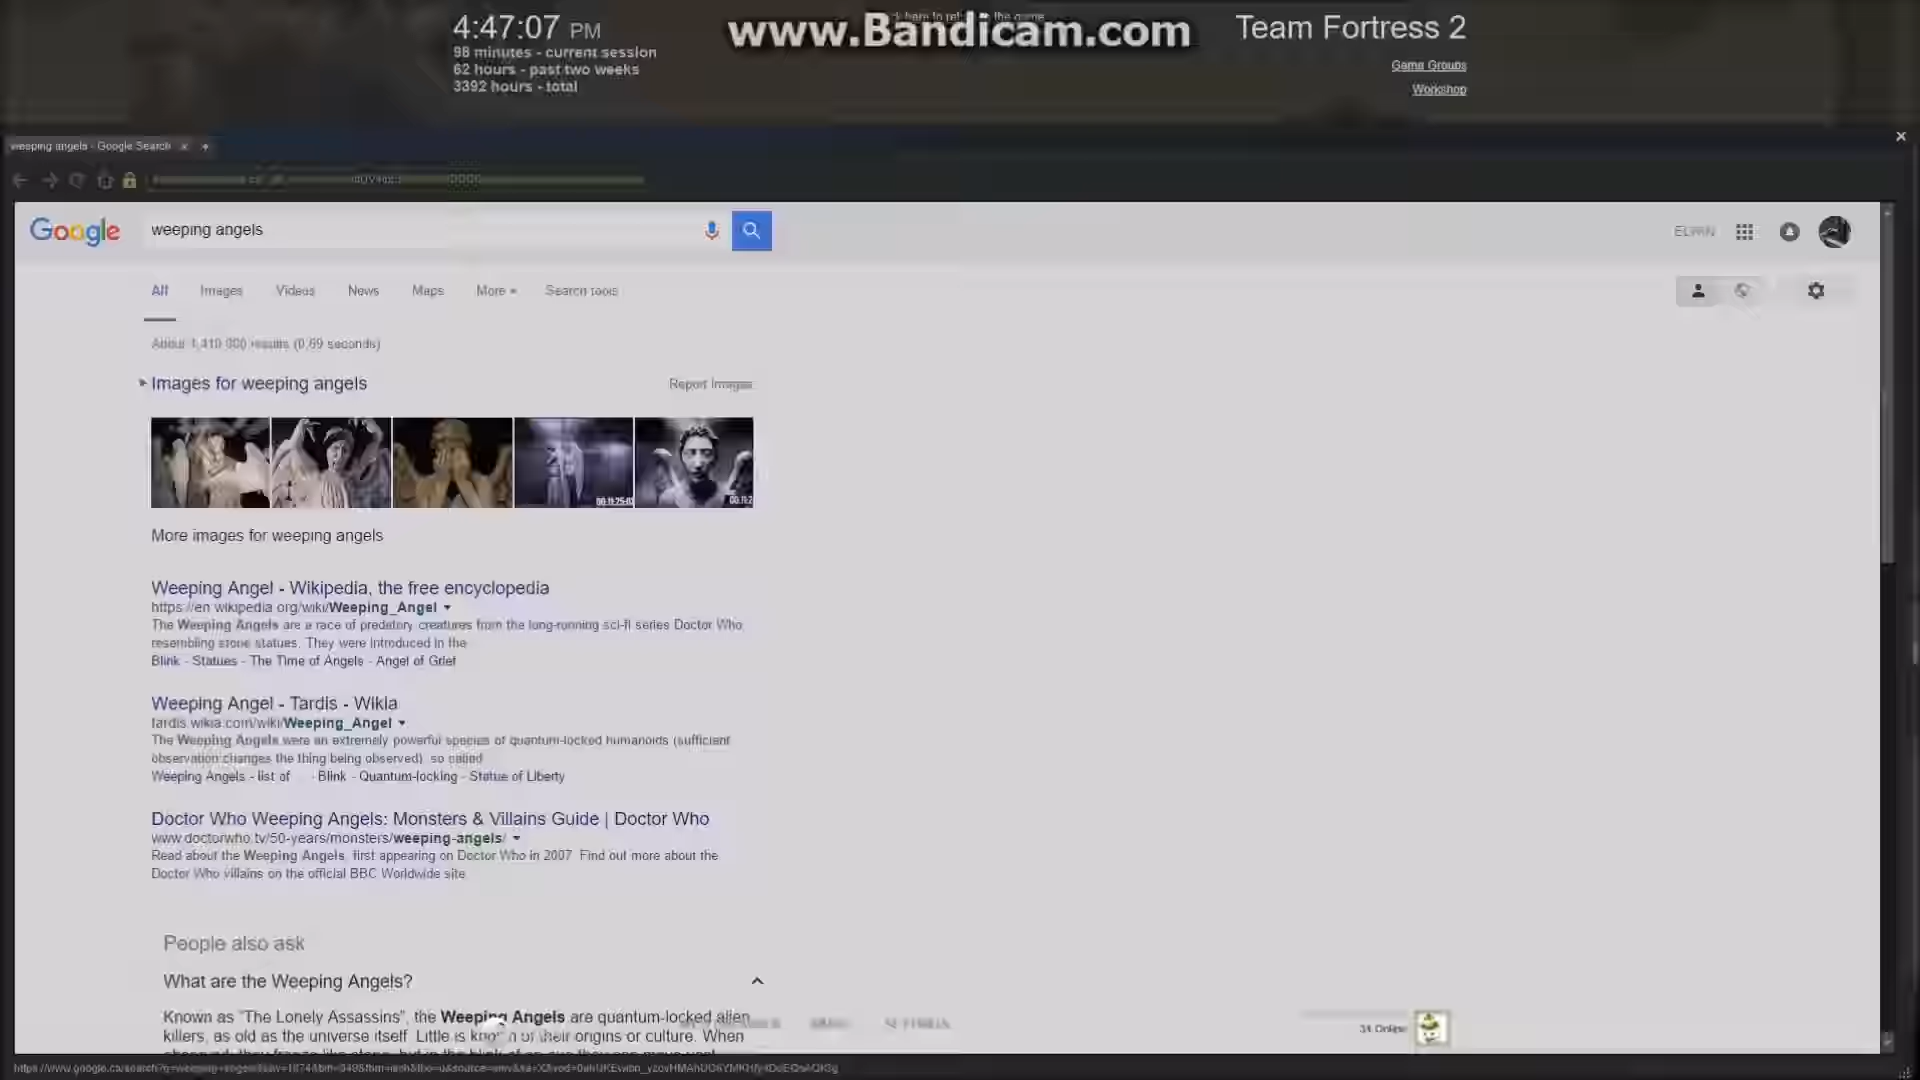 4:47:07 PM
98 minutes - current session
62 hours - past two weeks
3392 hours - total
www.Bandicam.com
Team Fortress 2
Game Groups
Workshop
weeping angels - Google Search
Google
weeping angels
All Images Videos News Maps More Search tools
About 1,410,000 results (0.69 seconds)
Images for weeping angels
Report images
More images for weeping angels
Weeping Angel - Wikipedia, the free encyclopedia
https://en.wikipedia.org/wiki/Weeping_Angel
The Weeping Angels are a race of predatory creatures from the long-running sci-fi series Doctor Who
resembling stone statues. They were introduced in the
Blink - Statues - The Time of Angels - Angel of Grief
Weeping Angel - Tardis - Wikia
tardis.wikia.com/wiki/Weeping_Angel
The Weeping Angels were an extremely powerful species of quantum-locked humanoids (sufficient
observation changes the thing being observed), so called
Weeping Angels - list of - Blink - Quantum-locking - Statue of Liberty
Doctor Who Weeping Angels: Monsters & Villains Guide | Doctor Who
www.doctorwho.tv/50-years/monsters/weeping-angels/
Read about the Weeping Angels, first appearing on Doctor Who in 2007. Find out more about the
Doctor Who villains on the official BBC Worldwide site
People also ask
What are the Weeping Angels?
Known as "The Lonely Assassins", the Weeping Angels are quantum-locked alien
killers, as old as the universe itself. Little is known of their origins or culture. When